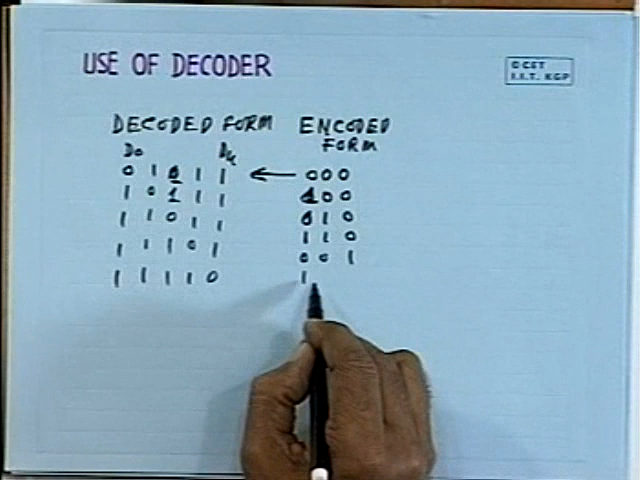 USE OF DECODER
© CET
I.I.T. KGP
DECODED FORM ENCODED
FORM
D0 D4
0 1 1 1 ← 000
1 0 1 1 1 100
1 1 0 1 1 010
1 1 1 0 1 110
1 1 1 1 0 001
1